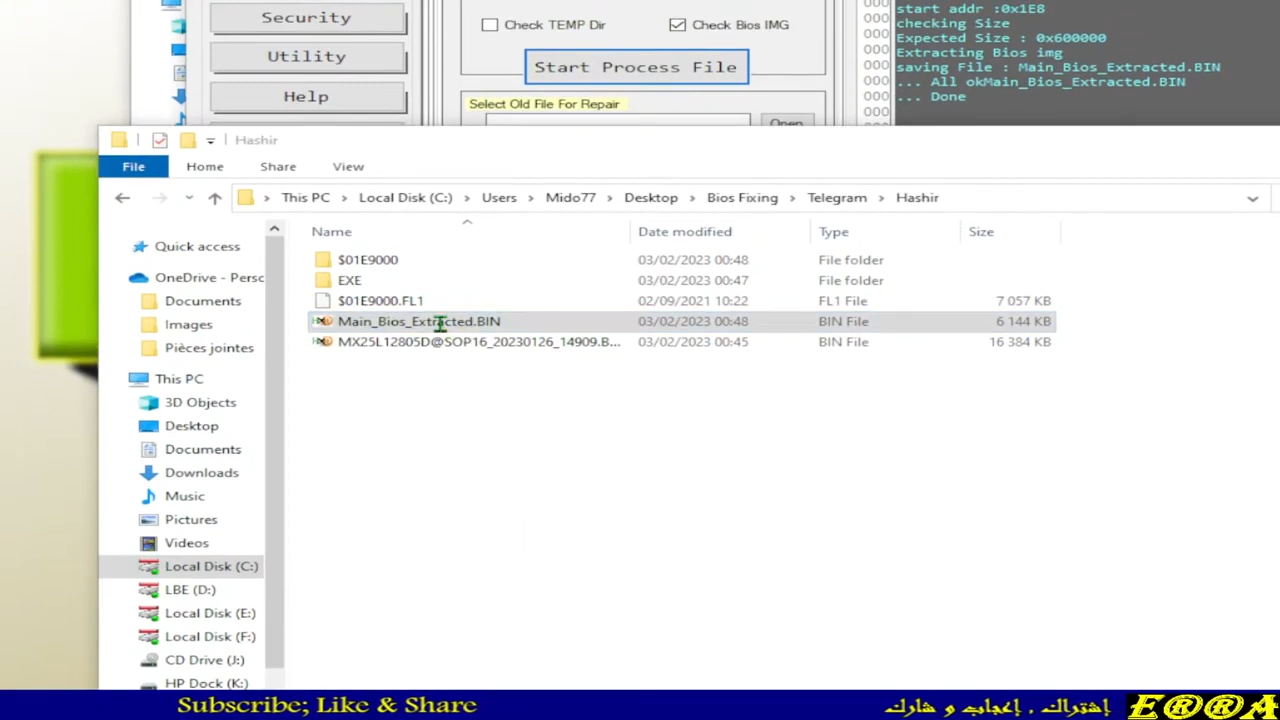 Security
Utility
Help
Check TEMP Dir
Check Bios IMG
Start Process File
Select Old File For Repair
Open
000
000
000
000
000
start addr :0x1E8
checking Size
Expected Size : 0x600000
Extracting Bios img
saving File : Main_Bios_Extracted.BIN
... All okMain_Bios_Extracted.BIN
... Done
Hashir
File Home Share View
This PC Local Disk (C:) Users Mido77 Desktop Bios Fixing Telegram Hashir
Name Date modified Type Size
$01E9000 03/02/2023 00:48 File folder
EXE 03/02/2023 00:47 File folder
$01E9000.FL1 02/09/2021 10:22 FL1 File 7 057 KB
Main_Bios_Extracted.BIN 03/02/2023 00:48 BIN File 6 144 KB
MX25L12805D@SOP16_20230126_14909.B... 03/02/2023 00:45 BIN File 16 384 KB
Quick access
OneDrive - Persc
Documents
Images
Pièces jointes
This PC
3D Objects
Desktop
Documents
Downloads
Music
Pictures
Videos
Local Disk (C:)
LBE (D:)
Local Disk (E:)
Local Disk (F:)
CD Drive (J:)
HP Dock (K:)
Subscribe; Like & Share
إشتراك , إعجاب و شارك
E®®A